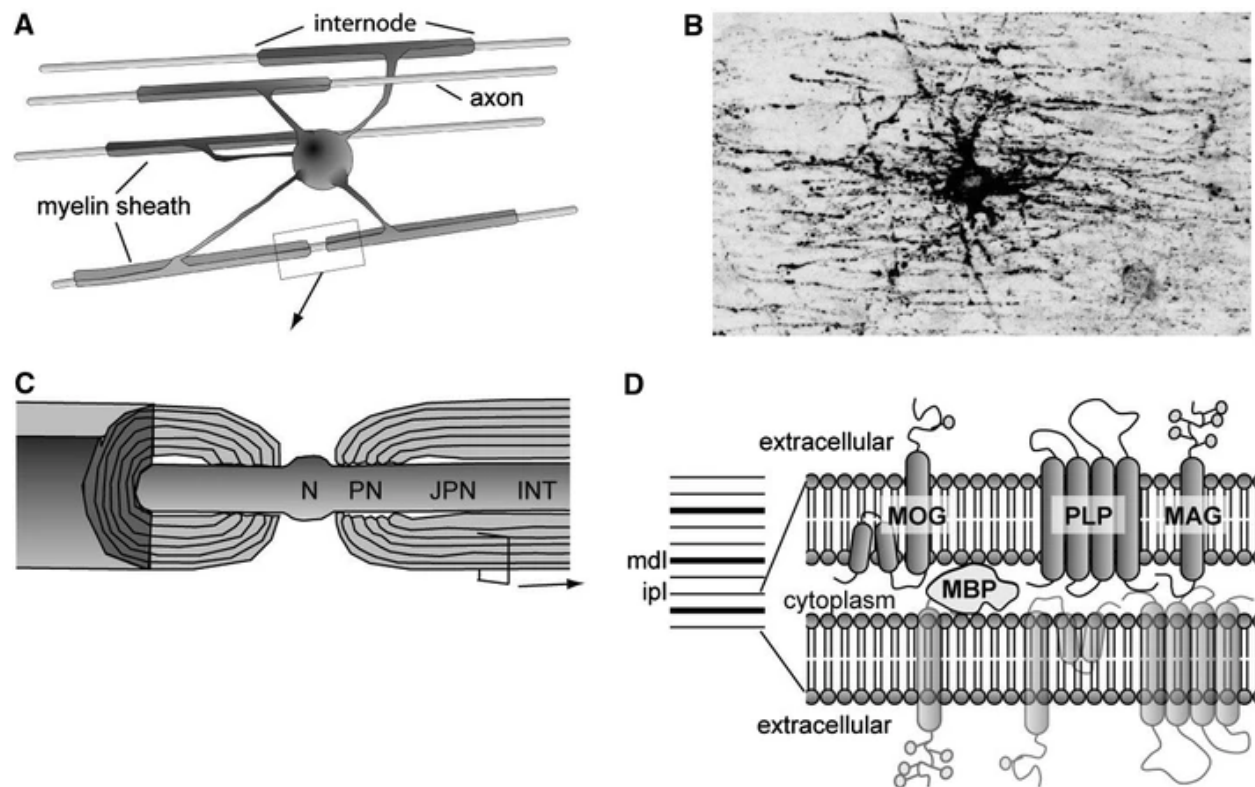 A
internode
axon
myelin sheath
B
C
N PN JPN INT
D
extracellular
MOG PLP MAG
mdl
ipl
cytoplasm
MBP
extracellular